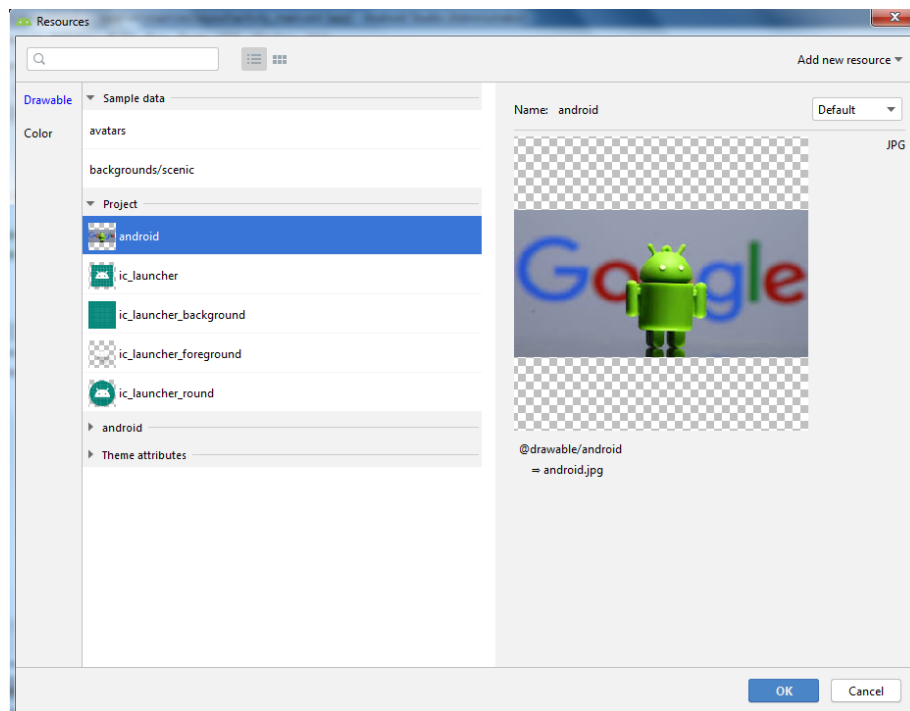 Resources
Add new resource
Drawable
Color
Sample data
avatars
backgrounds/scenic
Project
android
ic_launcher
ic_launcher_background
ic_launcher_foreground
ic_launcher_round
android
Theme attributes
Name: android
Default
JPG
Google
@drawable/android
⇒ android.jpg
OK
Cancel